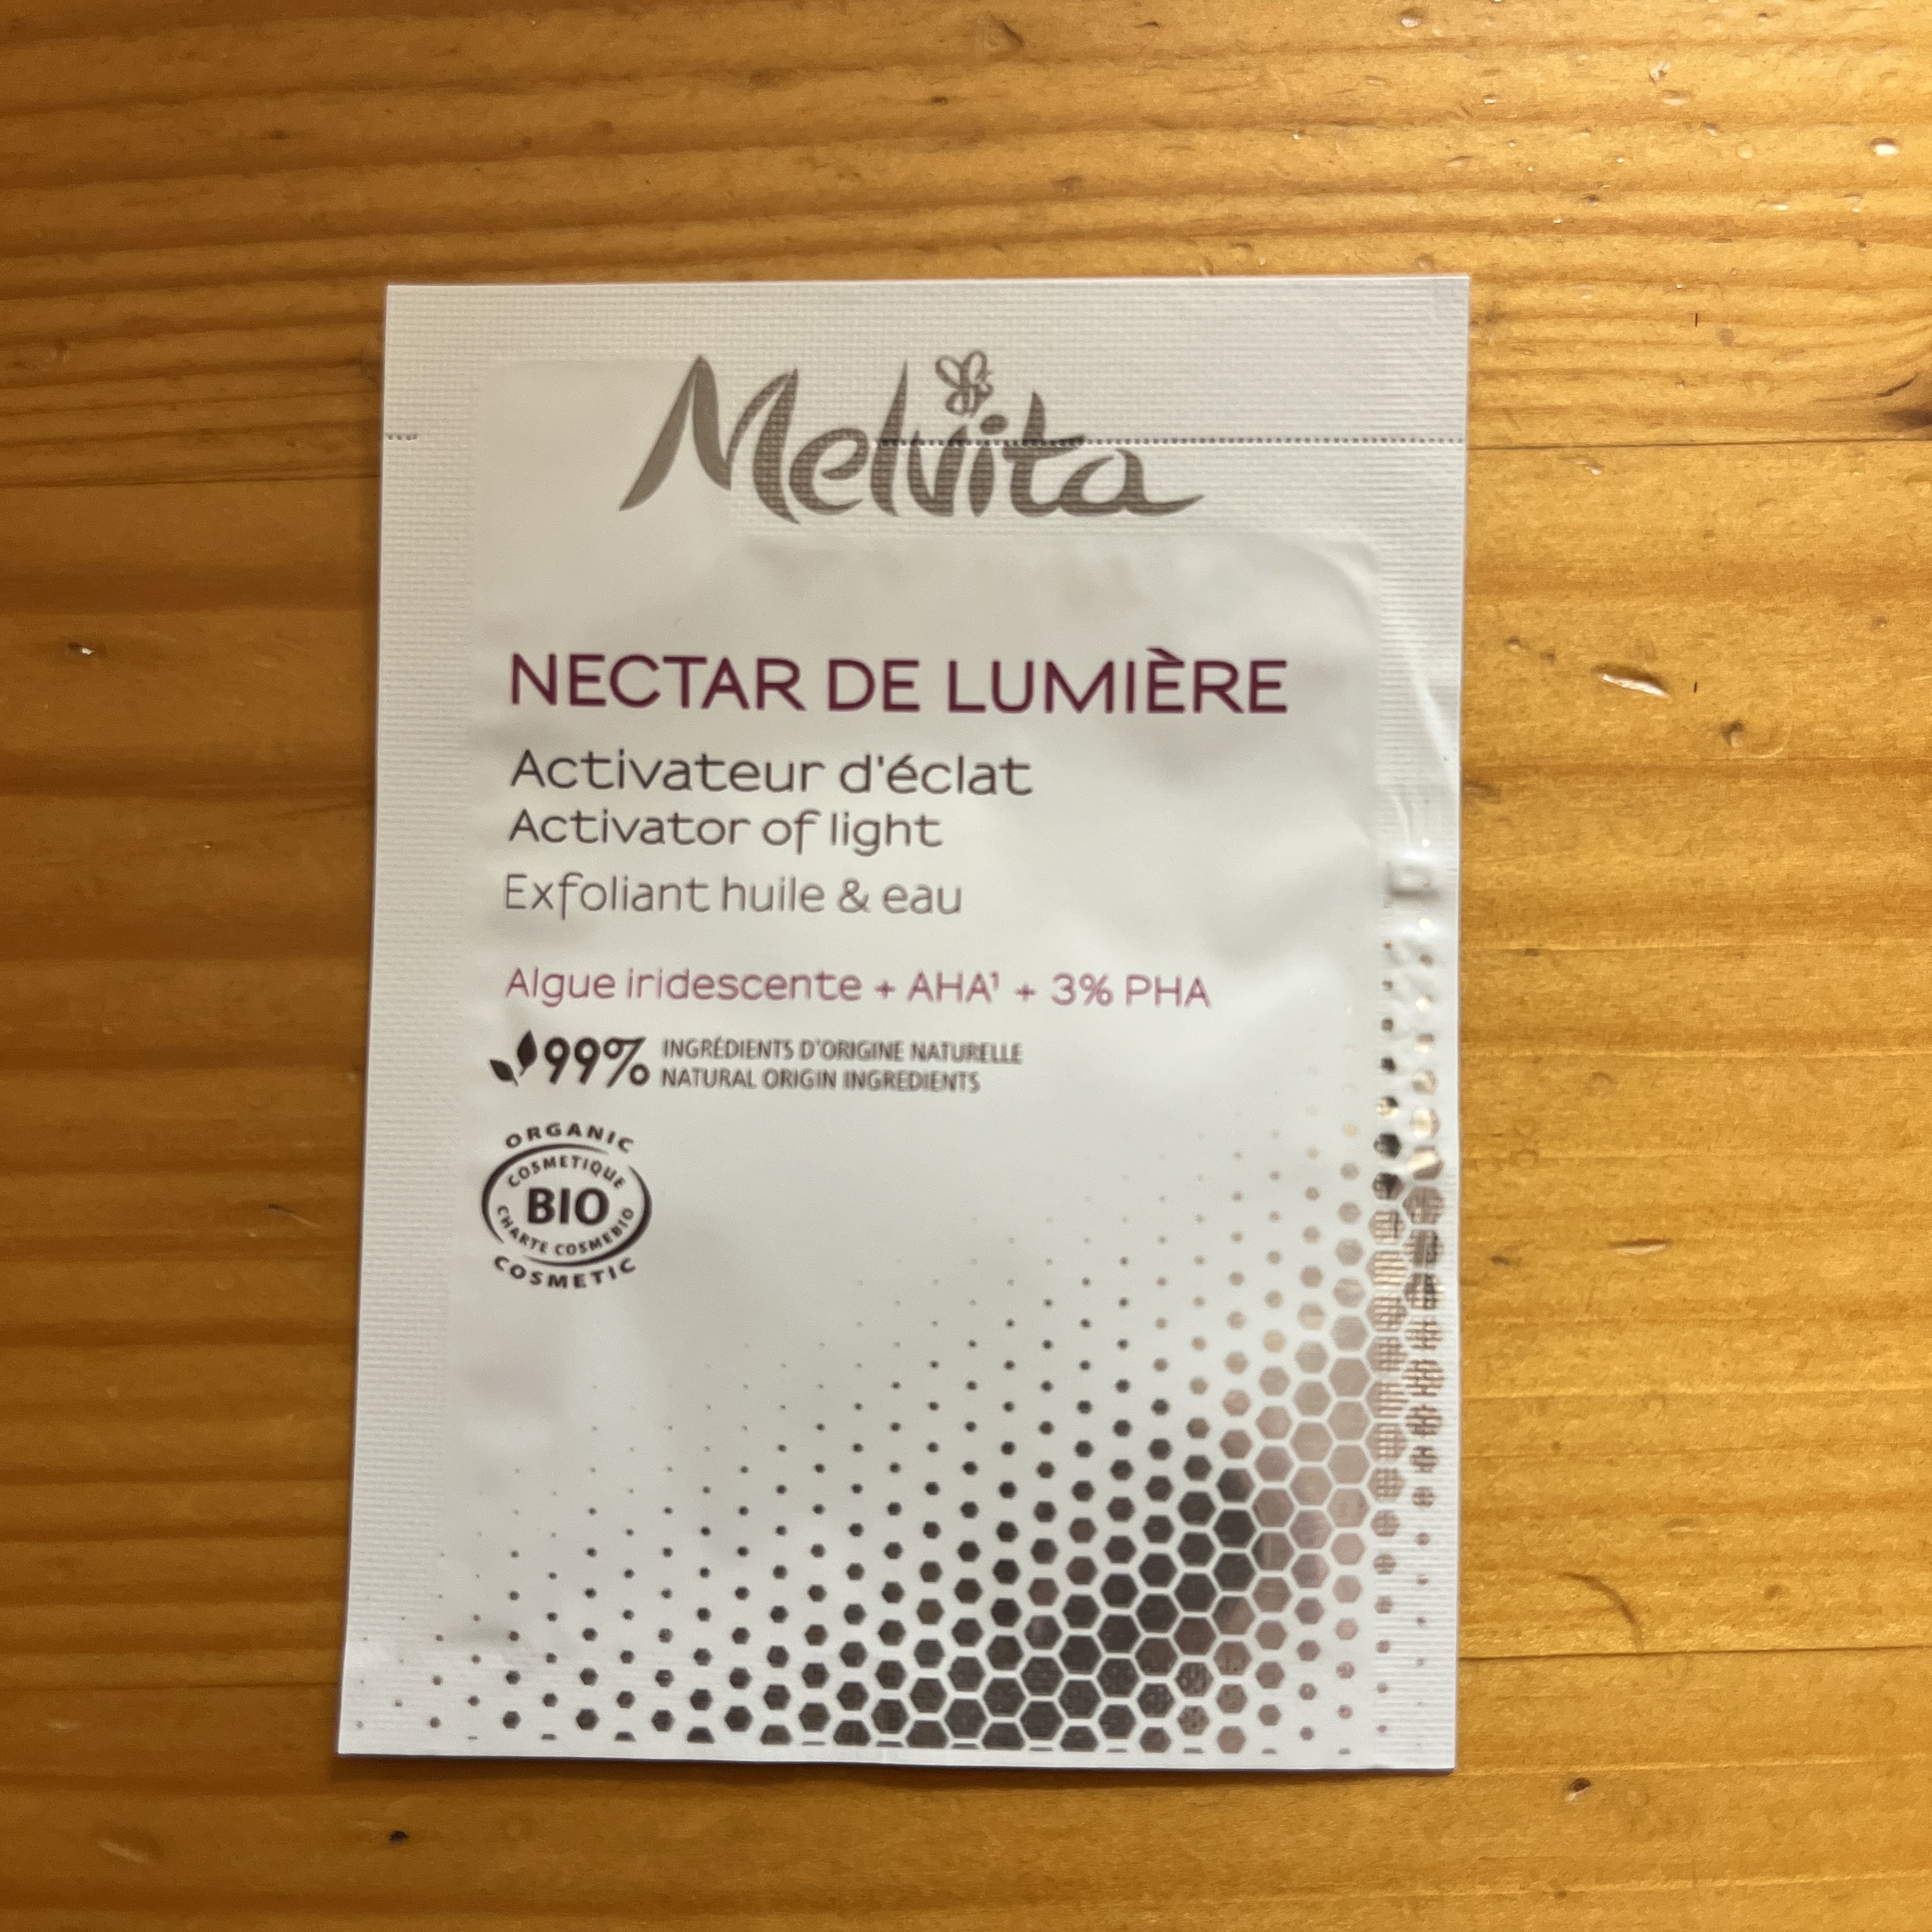 Melvita
NECTAR DE LUMIÈRE
Activateur d'éclat
Activator of light
Exfoliant huile & eau
Algue iridescente + AHA¹ + 3% PHA
99% INGRÉDIENTS D'ORIGINE NATURELLE
NATURAL ORIGIN INGREDIENTS
ORGANIC
COSMETIQUE
BIO
CHARTE COSMEBIO
COSMETIC